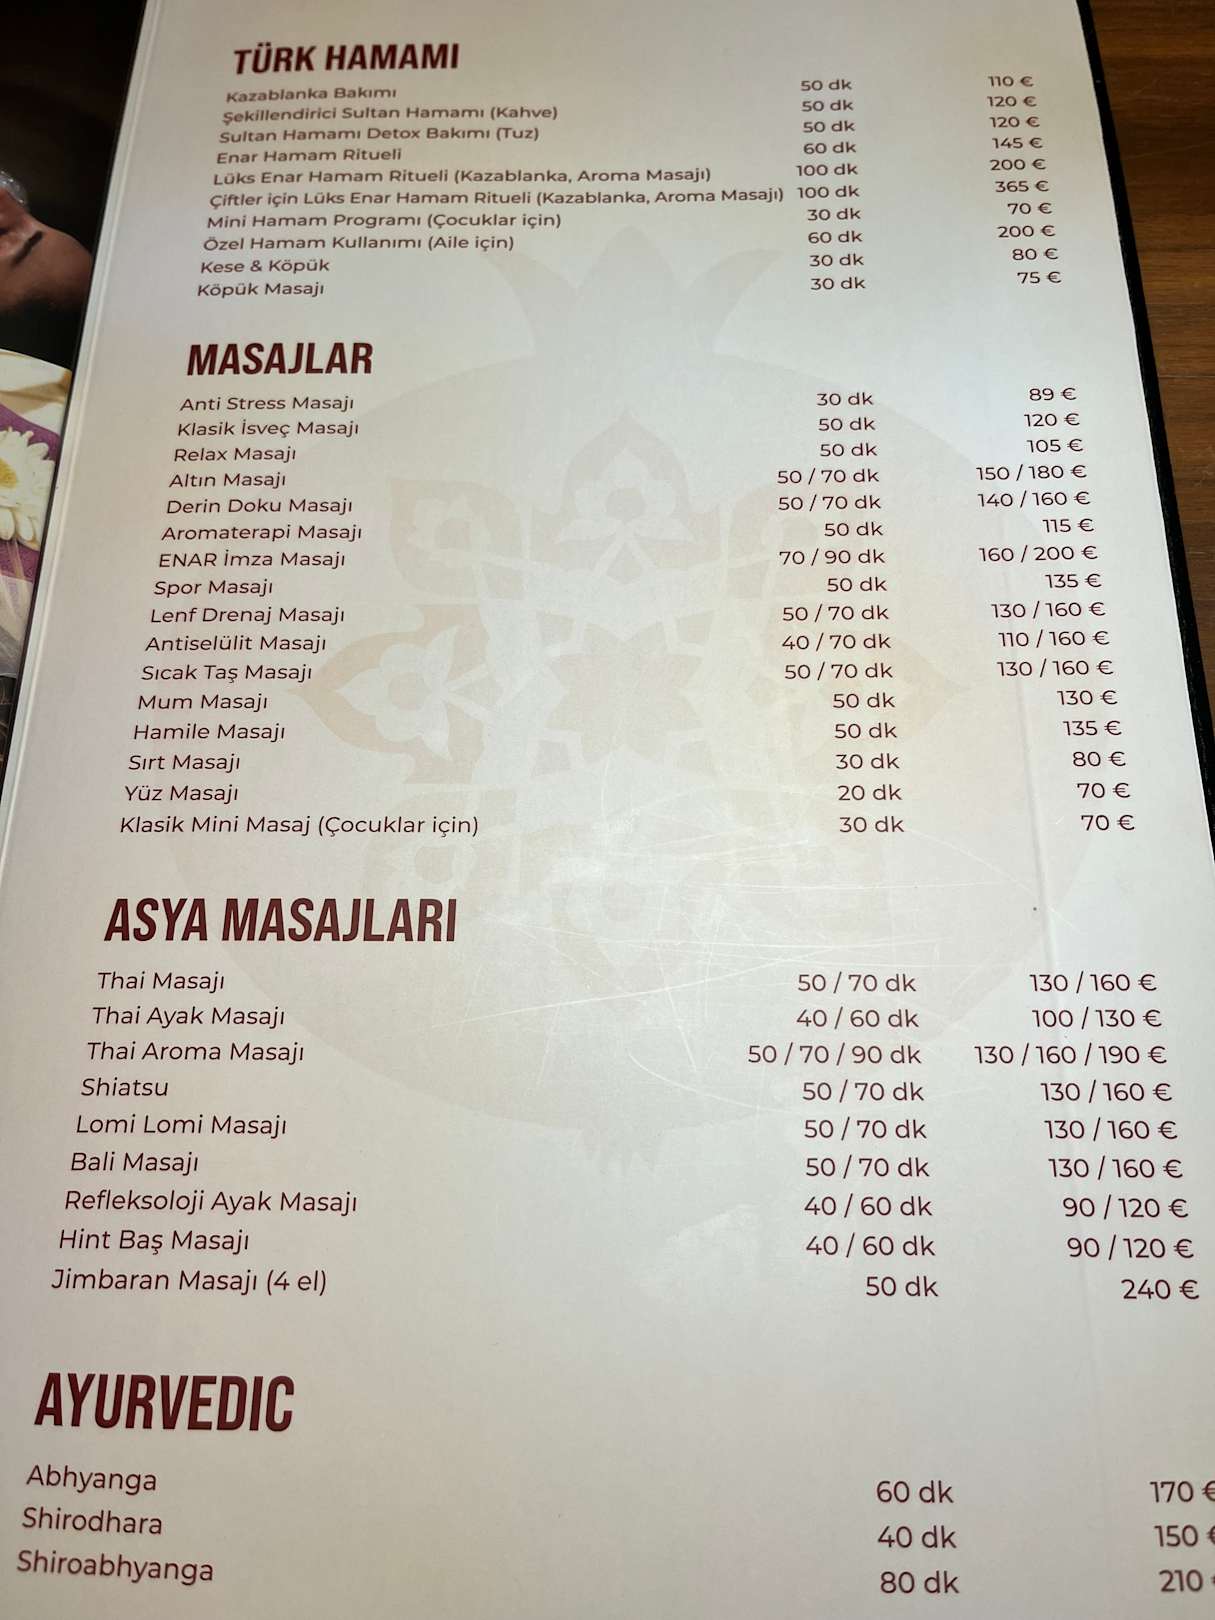 TÜRK HAMAMI
Kazablanka Bakımı 50 dk 110 €
Şekillendirici Sultan Hamamı (Kahve) 50 dk 120 €
Sultan Hamamı Detox Bakımı (Tuz) 50 dk 120 €
Enar Hamam Ritueli 60 dk 145 €
Lüks Enar Hamam Ritueli (Kazablanka, Aroma Masajı) 100 dk 200 €
Çiftler için Lüks Enar Hamam Ritueli (Kazablanka, Aroma Masajı) 100 dk 365 €
Mini Hamam Programı (Çocuklar için) 30 dk 70 €
Özel Hamam Kullanımı (Aile için) 60 dk 200 €
Kese & Köpük 30 dk 80 €
Köpük Masajı 30 dk 75 €
MASAJLAR
Anti Stress Masajı 30 dk 89 €
Klasik İsveç Masajı 50 dk 120 €
Relax Masajı 50 dk 105 €
Altın Masajı 50 / 70 dk 150 / 180 €
Derin Doku Masajı 50 / 70 dk 140 / 160 €
Aromaterapi Masajı 50 dk 115 €
ENAR İmza Masajı 70 / 90 dk 160 / 200 €
Spor Masajı 50 dk 135 €
Lenf Drenaj Masajı 50 / 70 dk 130 / 160 €
Antiselülit Masajı 40 / 70 dk 110 / 160 €
Sıcak Taş Masajı 50 / 70 dk 130 / 160 €
Mum Masajı 50 dk 130 €
Hamile Masajı 50 dk 135 €
Sırt Masajı 30 dk 80 €
Yüz Masajı 20 dk 70 €
Klasik Mini Masaj (Çocuklar için) 30 dk 70 €
ASYA MASAJLARI
Thai Masajı 50 / 70 dk 130 / 160 €
Thai Ayak Masajı 40 / 60 dk 100 / 130 €
Thai Aroma Masajı 50 / 70 / 90 dk 130 / 160 / 190 €
Shiatsu 50 / 70 dk 130 / 160 €
Lomi Lomi Masajı 50 / 70 dk 130 / 160 €
Bali Masajı 50 / 70 dk 130 / 160 €
Refleksoloji Ayak Masajı 40 / 60 dk 90 / 120 €
Hint Baş Masajı 40 / 60 dk 90 / 120 €
Jimbaran Masajı (4 el) 50 dk 240 €
AYURVEDIC
Abhyanga 60 dk 170 €
Shirodhara 40 dk 150 €
Shiroabhyanga 80 dk 210